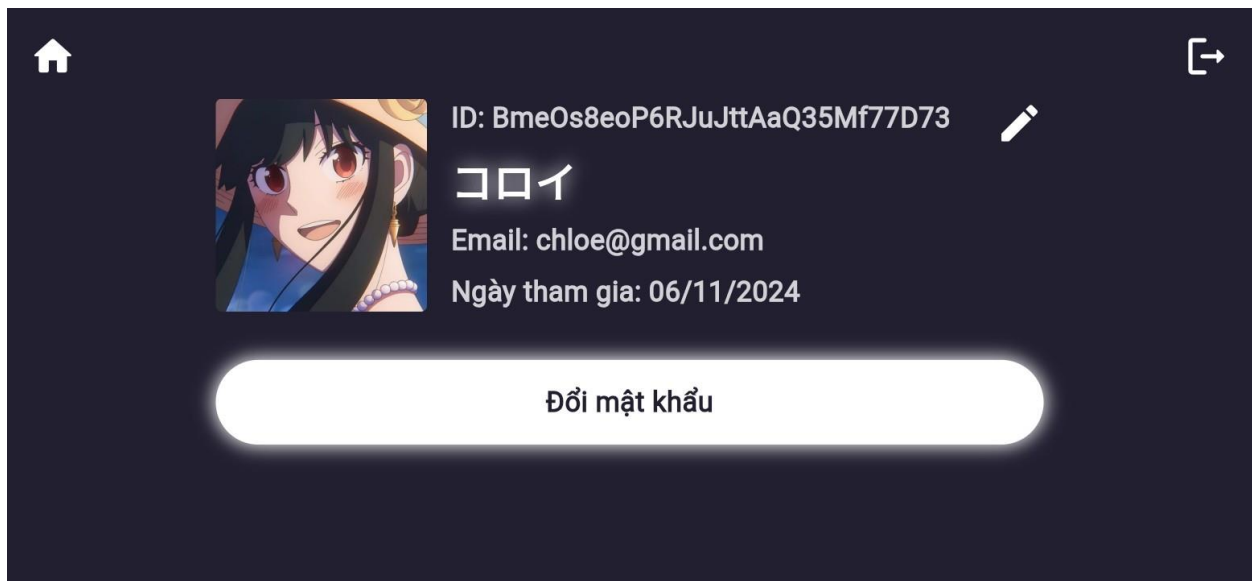 ID: BmeOs8eoP6RJuJttAaQ35Mf77D73
コロイ
Email: chloe@gmail.com
Ngày tham gia: 06/11/2024
Đổi mật khẩu